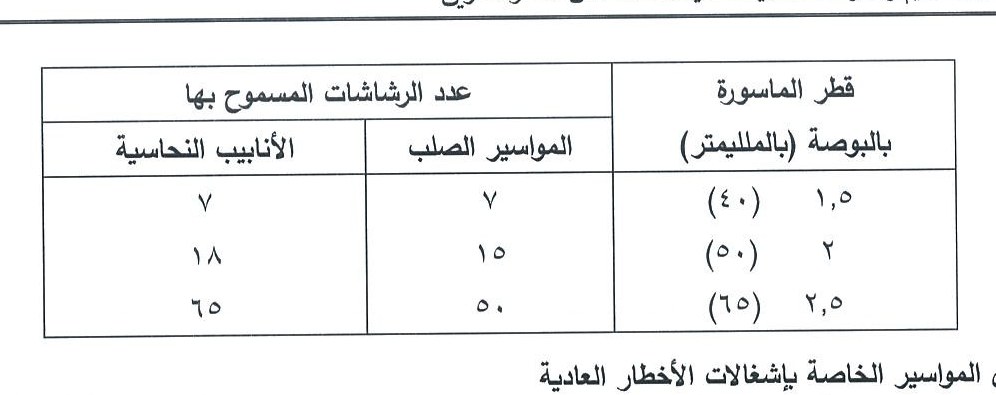 قطر الماسورة عدد الرشاشات المسموح بها
بالبوصة (بالملليمتر) المواسير الصلب الأنابيب النحاسية
١,٥ (٤٠) ٧ ٧
٢ (٥٠) ١٥ ١٨
٢,٥ (٦٥) ٥٠ ٦٥
المواسير الخاصة بإشغالات الأخطار العادية